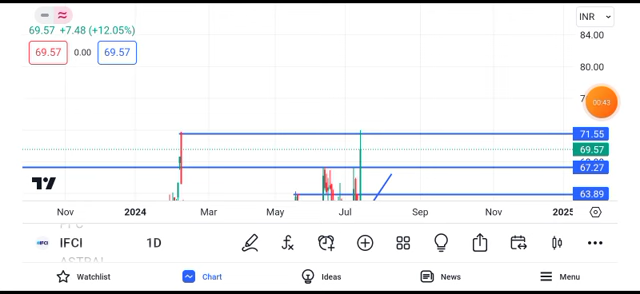 INR
69.57 +7.48 (+12.05%)
84.00
69.57 0.00 69.57
80.00
00:43
71.55
69.57
67.27
63.89
Nov 2024 Mar May Jul Sep Nov 2025
IFCI 1D
ASTRAL
Watchlist Chart Ideas News Menu